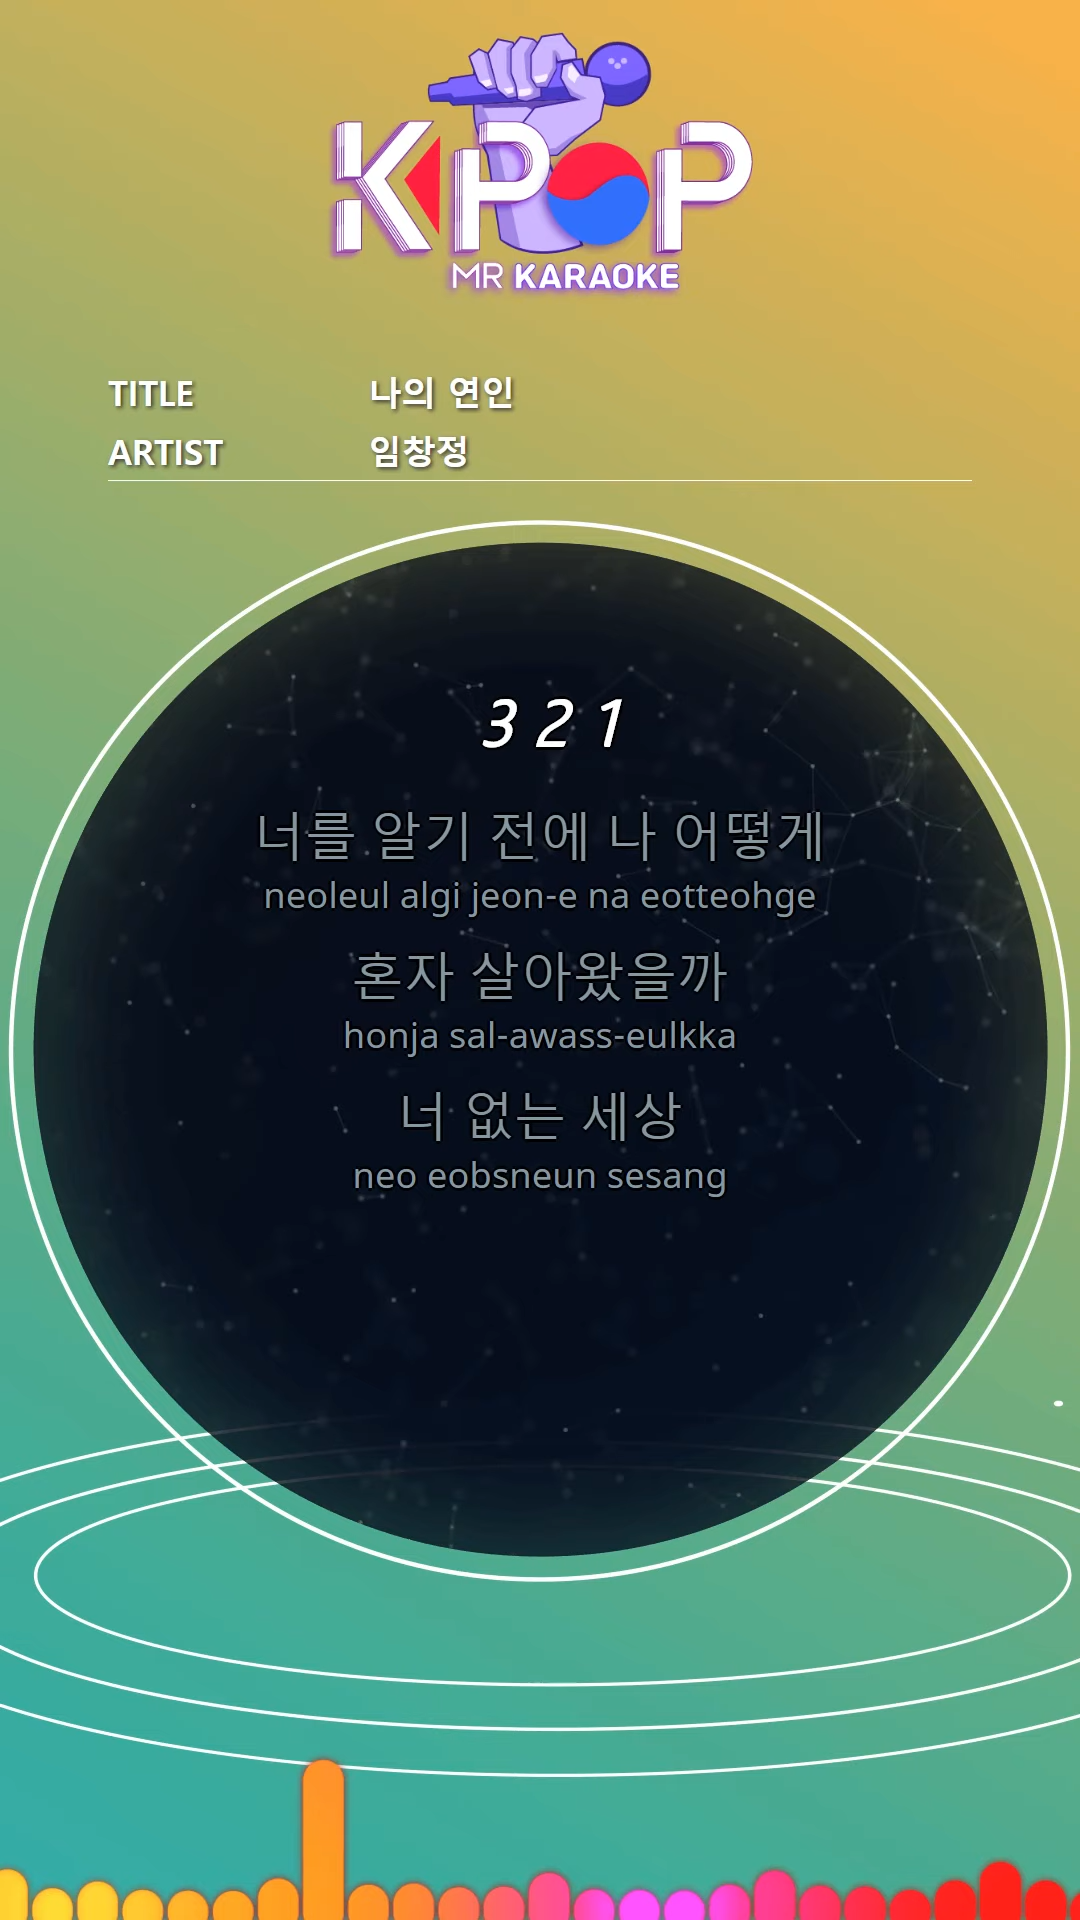 KPOP
MR KARAOKE
TITLE 나의 연인
ARTIST 임창정
3 2 1
너를 알기 전에 나 어떻게
neoleul algi jeon-e na eotteohge
혼자 살아왔을까
honja sal-awass-eulkka
너 없는 세상
neo eobsneun sesang